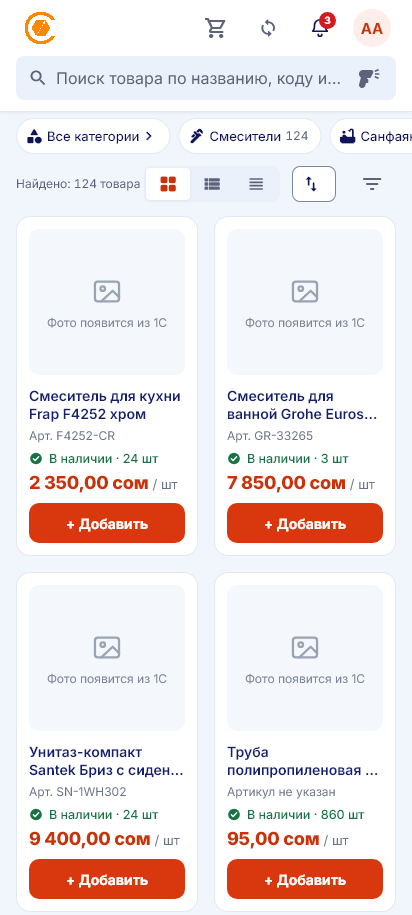 3
AA
Поиск товара по названию, коду и...
Все категории
Смесители 124
Санфая
Найдено: 124 товара
Фото появится из 1С
Смеситель для кухни
Frap F4252 хром
Арт. F4252-CR
В наличии · 24 шт
2 350,00 сом / шт
+ Добавить
Фото появится из 1С
Смеситель для
ванной Grohe Euros...
Арт. GR-33265
В наличии · 3 шт
7 850,00 сом / шт
+ Добавить
Фото появится из 1С
Унитаз-компакт
Santek Бриз с сиден...
Арт. SN-1WH302
В наличии · 24 шт
9 400,00 сом / шт
+ Добавить
Фото появится из 1С
Труба
полипропиленовая ...
Артикул не указан
В наличии · 860 шт
95,00 сом / шт
+ Добавить